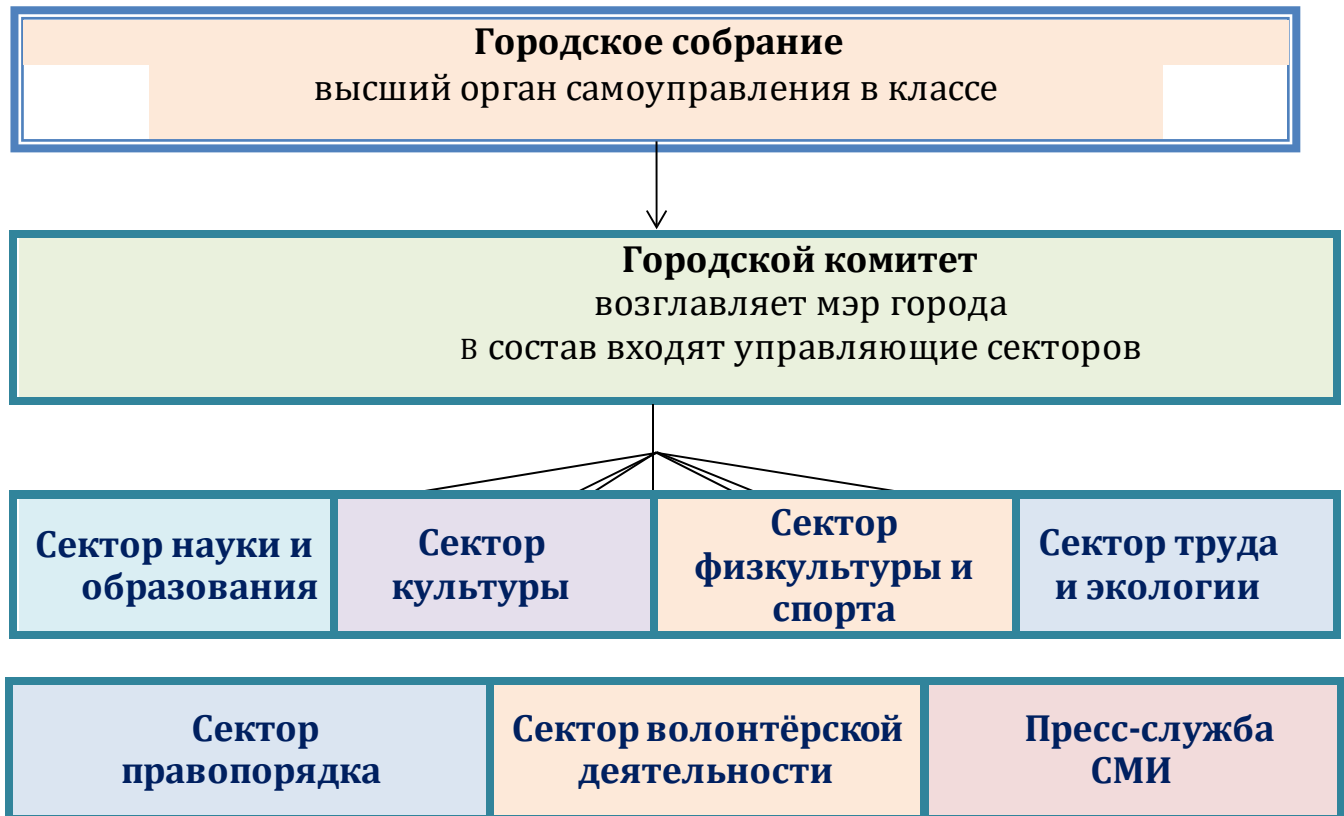 Городское собрание
высший орган самоуправления в классе
Городской комитет
возглавляет мэр города
В состав входят управляющие секторов
Сектор науки и
образования
Сектор
культуры
Сектор
физкультуры и
спорта
Сектор труда
и экологии
Сектор
правопорядка
Сектор волонтёрской
деятельности
Пресс-служба
СМИ